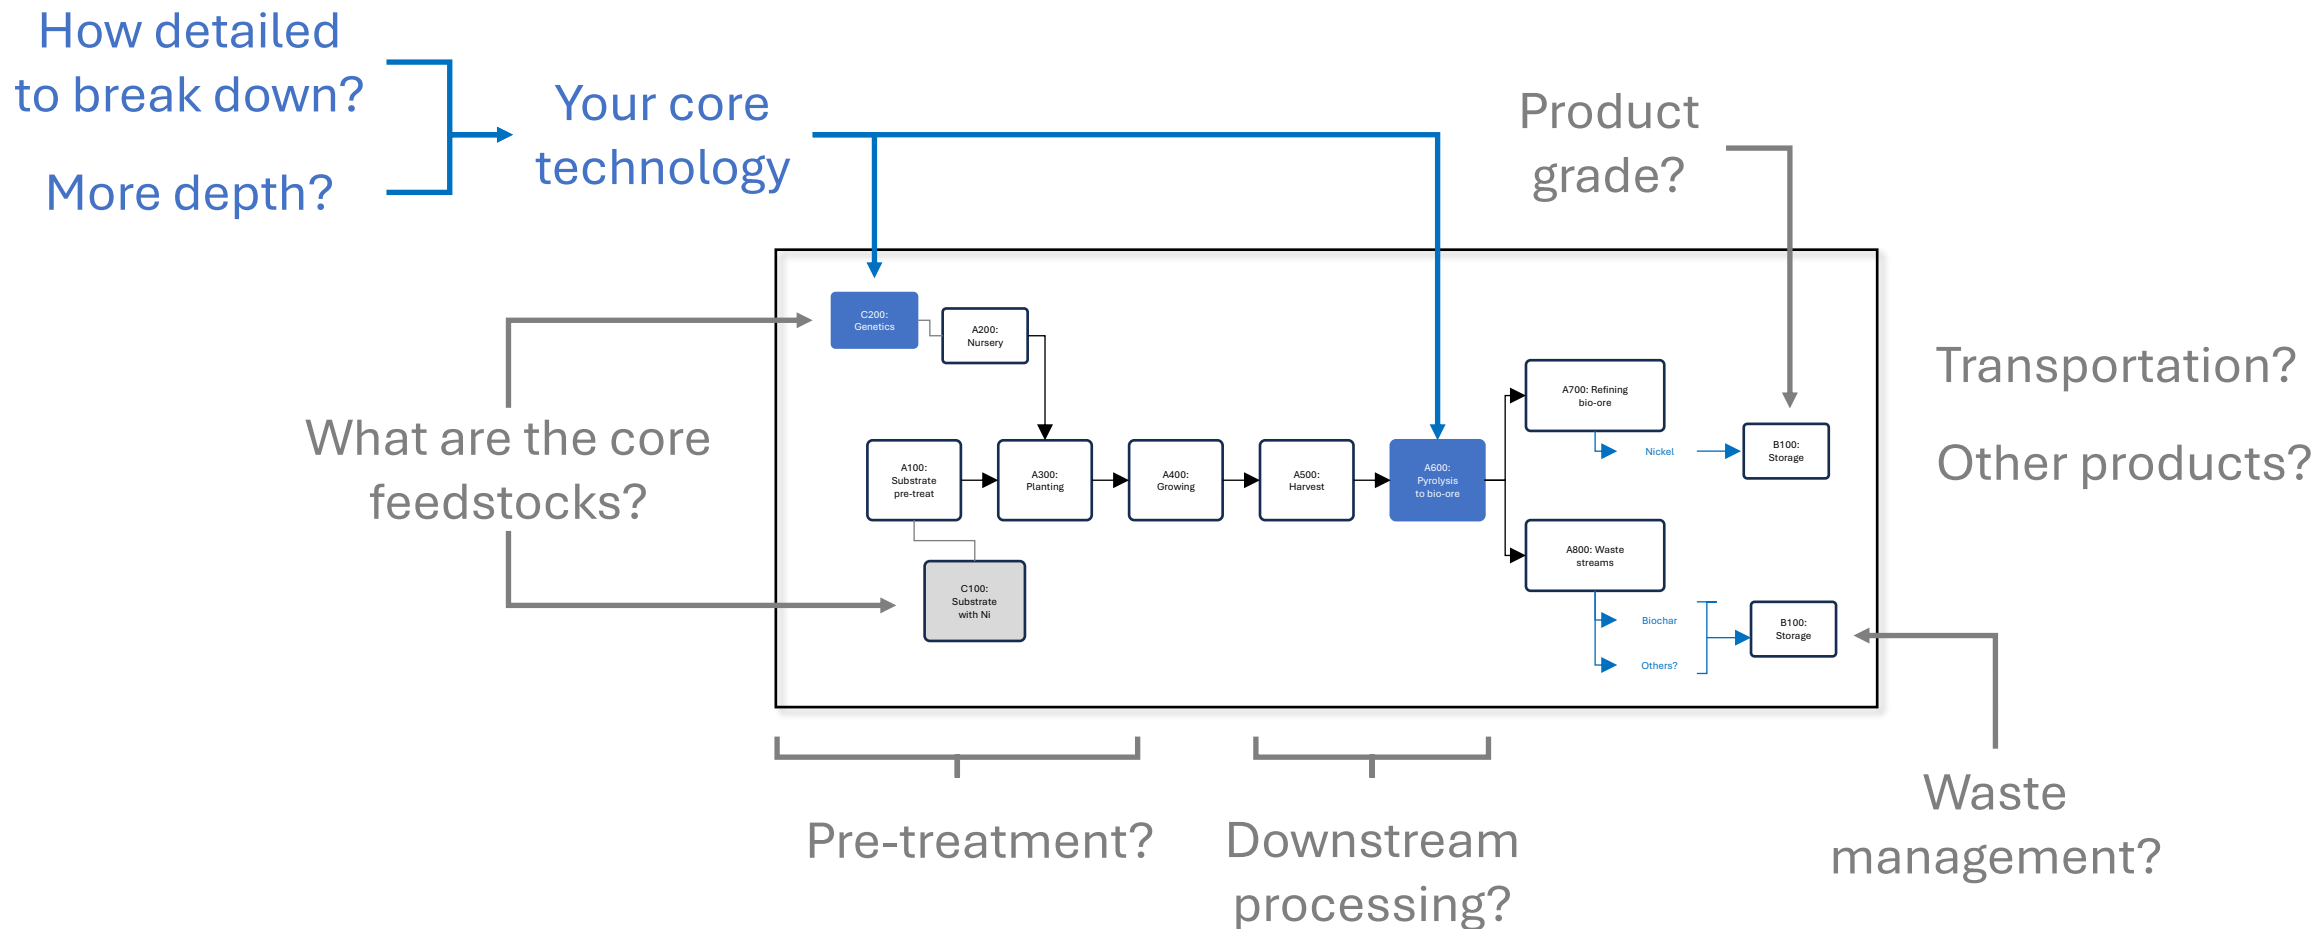 How detailed
to break down?
More depth?
Your core
technology
Product
grade?
C200:
Genetics
A200:
Nursery
What are the core
feedstocks?
A100:
Substrate
pre-treat
A300:
Planting
A400:
Growing
A500:
Harvest
A600:
Pyrolysis
to bio-ore
A700: Refining
bio-ore
Nickel
B100:
Storage
Transportation?
Other products?
C100:
Substrate
with Ni
A800: Waste
streams
Biochar
Others?
B100:
Storage
Pre-treatment?
Downstream
processing?
Waste
management?